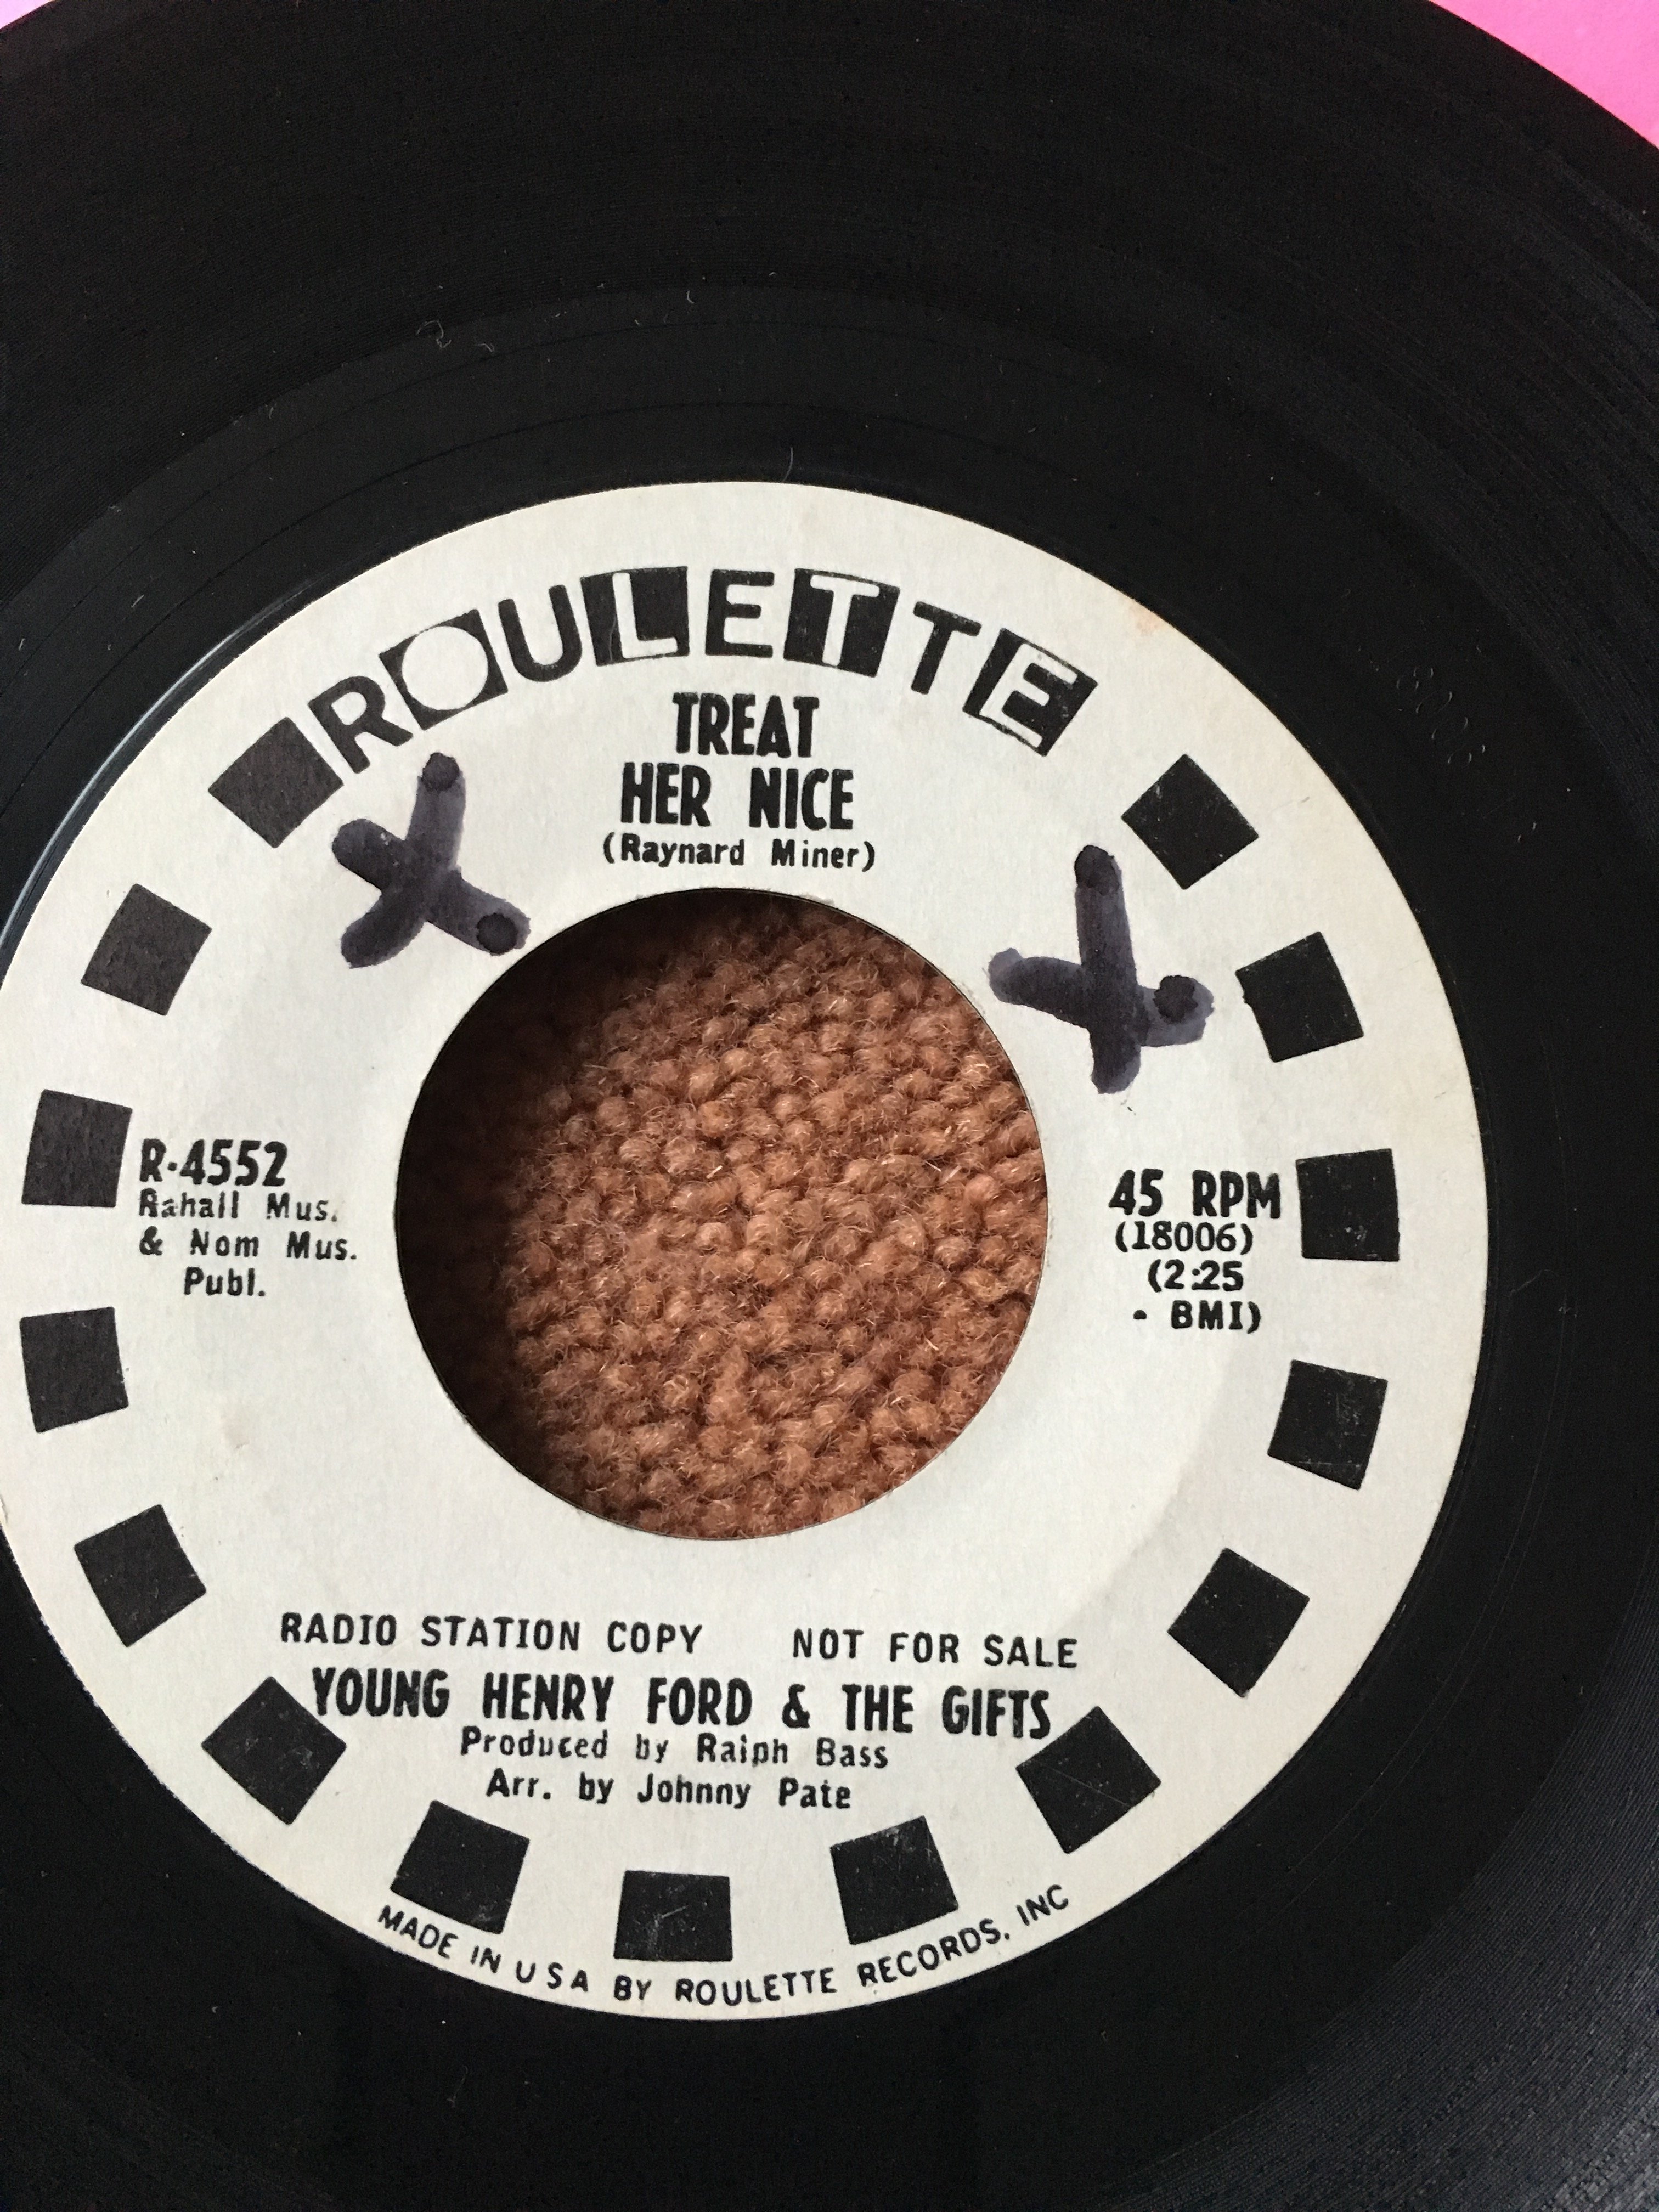 ROULETTE
TREAT
HER NICE
(Raynard Miner)
X X
R-4552
Rahall Mus.
& Nom Mus.
Publ.
45 RPM
(18006)
(2:25
- BMI)
RADIO STATION COPY NOT FOR SALE
YOUNG HENRY FORD & THE GIFTS
Produced by Ralph Bass
Arr. by Johnny Pate
MADE IN USA BY ROULETTE RECORDS, INC